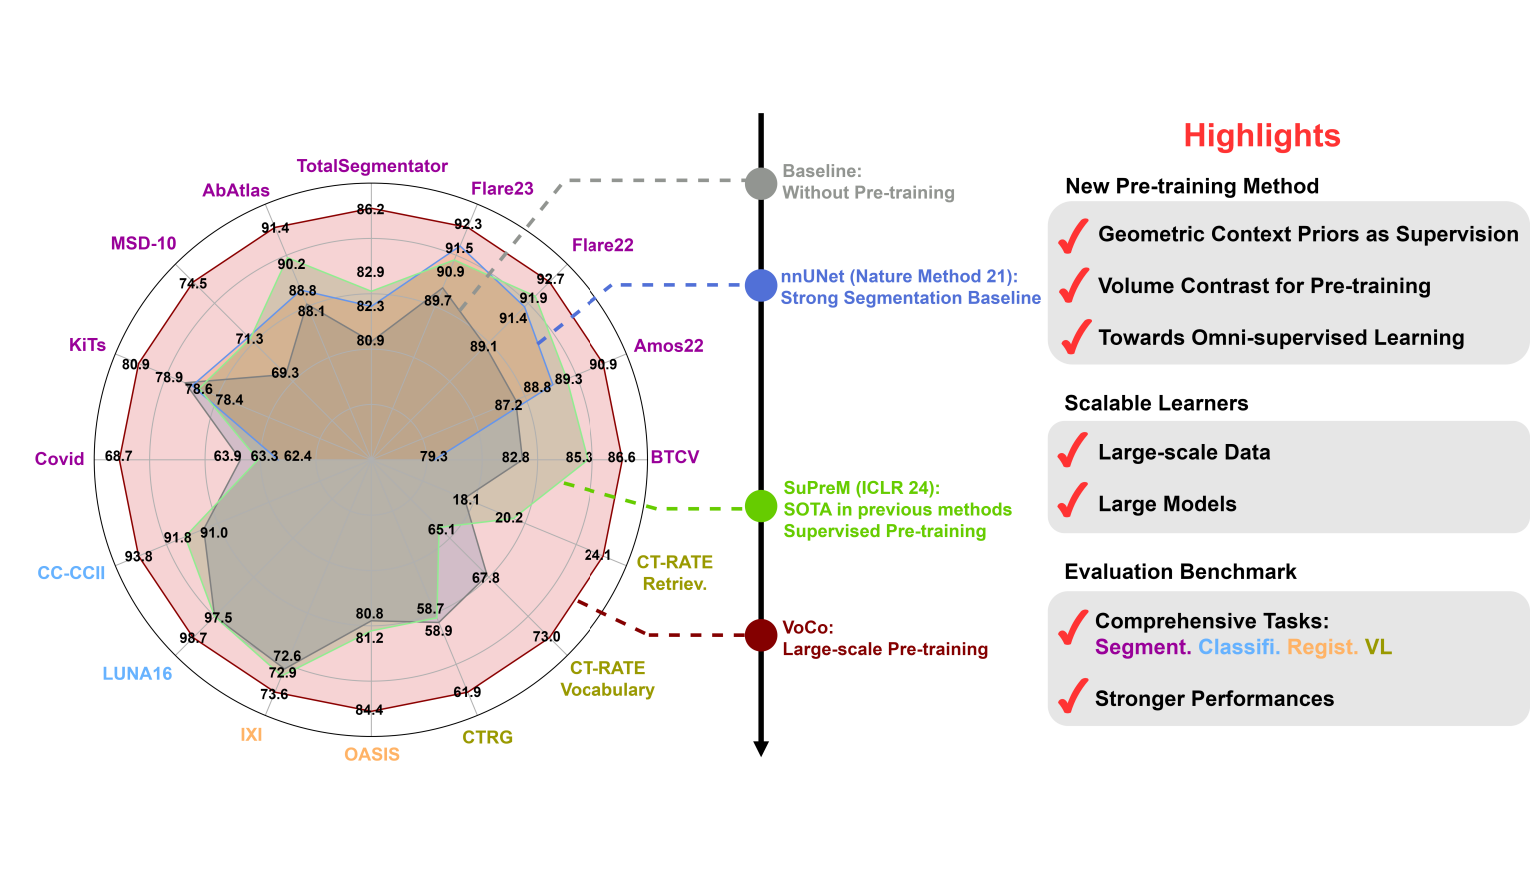 TotalSegmentator
AbAtlas
Flare23
MSD-10
Flare22
KiTs
Amos22
Covid
BTCV
CC-CCII
CT-RATE
Retriev.
LUNA16
CT-RATE
Vocabulary
IXI
OASIS
CTRG
86.2
82.9
82.3
80.9
92.3
91.5
90.9
89.7
92.7
91.9
91.4
89.1
90.9
89.3
88.8
87.2
86.6
85.3
82.8
79.3
24.1
20.2
18.1
73.0
67.8
65.1
61.9
58.9
58.7
84.4
81.2
80.8
73.6
72.9
72.6
98.7
97.5
93.8
91.8
91.0
68.7
63.9
63.3
62.4
80.9
78.9
78.6
78.4
74.5
71.3
69.3
91.4
90.2
88.8
88.1
Baseline:
Without Pre-training
nnUNet (Nature Method 21):
Strong Segmentation Baseline
SuPreM (ICLR 24):
SOTA in previous methods
Supervised Pre-training
VoCo:
Large-scale Pre-training
Highlights
New Pre-training Method
Geometric Context Priors as Supervision
Volume Contrast for Pre-training
Towards Omni-supervised Learning
Scalable Learners
Large-scale Data
Large Models
Evaluation Benchmark
Comprehensive Tasks:
Segment. Classifi. Regist. VL
Stronger Performances